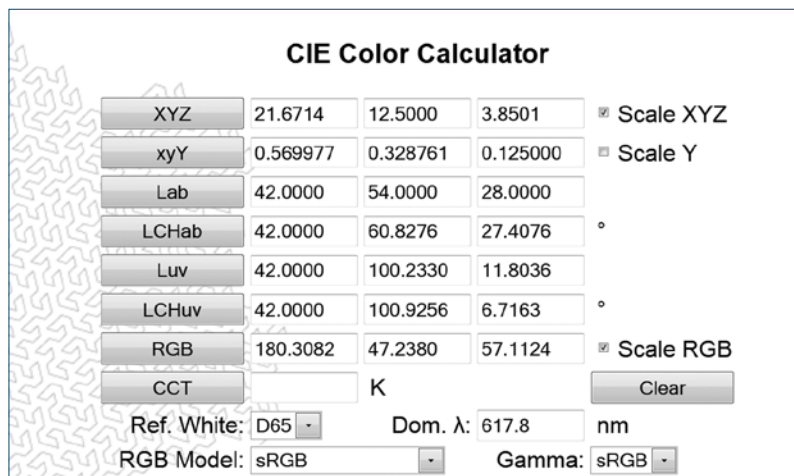 CIE Color Calculator
XYZ 21.6714 12.5000 3.8501 Scale XYZ
xyY 0.569977 0.328761 0.125000 Scale Y
Lab 42.0000 54.0000 28.0000
LCHab 42.0000 60.8276 27.4076 °
Luv 42.0000 100.2330 11.8036
LCHuv 42.0000 100.9256 6.7163 °
RGB 180.3082 47.2380 57.1124 Scale RGB
CCT K Clear
Ref. White: D65 Dom. λ: 617.8 nm
RGB Model: sRGB Gamma: sRGB